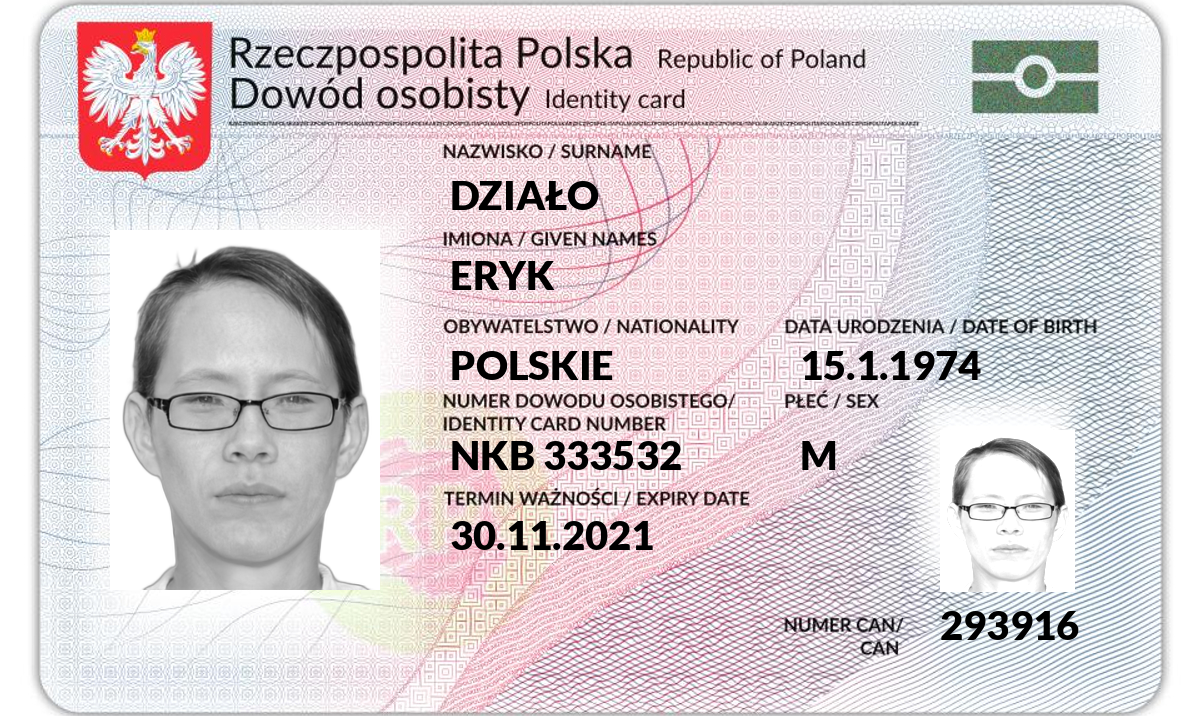 Rzeczpospolita Polska Republic of Poland
Dowód osobisty Identity card
NAZWISKO / SURNAME
DZIAŁO
IMIONA / GIVEN NAMES
ERYK
OBYWATELSTWO / NATIONALITY DATA URODZENIA / DATE OF BIRTH
POLSKIE 15.1.1974
NUMER DOWODU OSOBISTEGO/ PŁEĆ / SEX
IDENTITY CARD NUMBER
NKB 333532 M
TERMIN WAŻNOŚCI / EXPIRY DATE
30.11.2021
NUMER CAN/ 293916
CAN